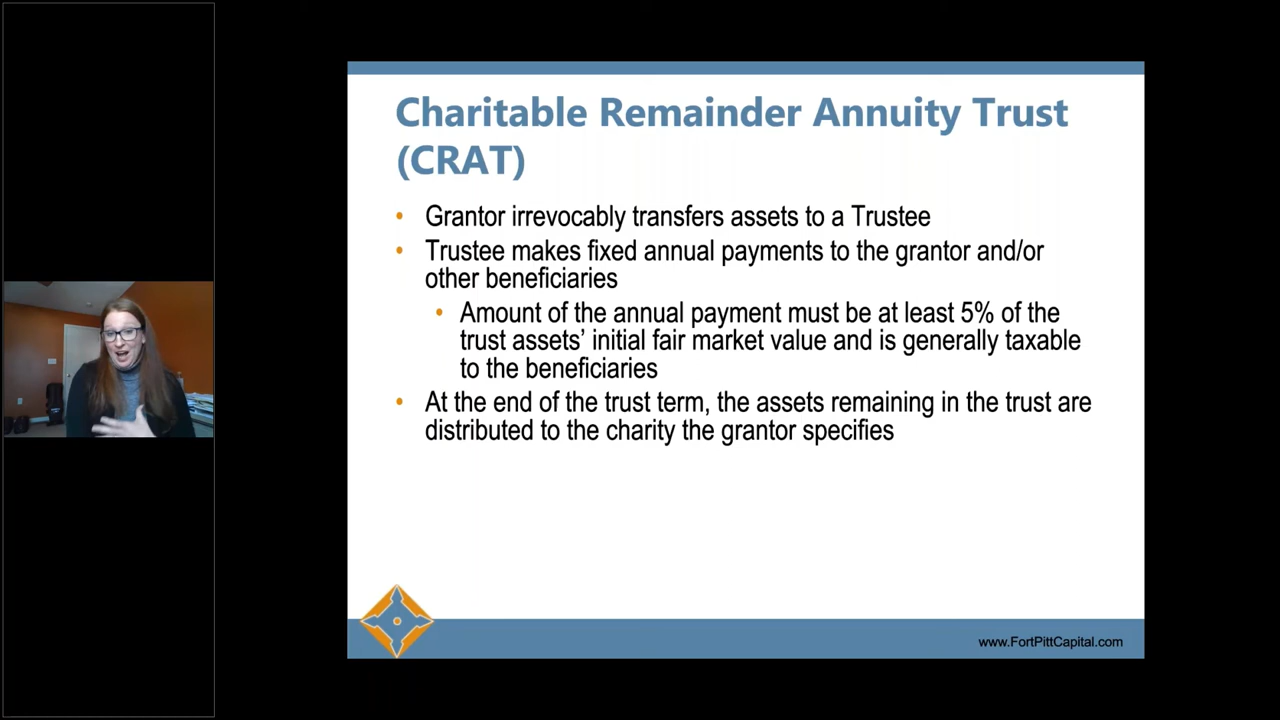 Charitable Remainder Annuity Trust
(CRAT)
• Grantor irrevocably transfers assets to a Trustee
• Trustee makes fixed annual payments to the grantor and/or
other beneficiaries
• Amount of the annual payment must be at least 5% of the
trust assets’ initial fair market value and is generally taxable
to the beneficiaries
• At the end of the trust term, the assets remaining in the trust are
distributed to the charity the grantor specifies
www.FortPittCapital.com